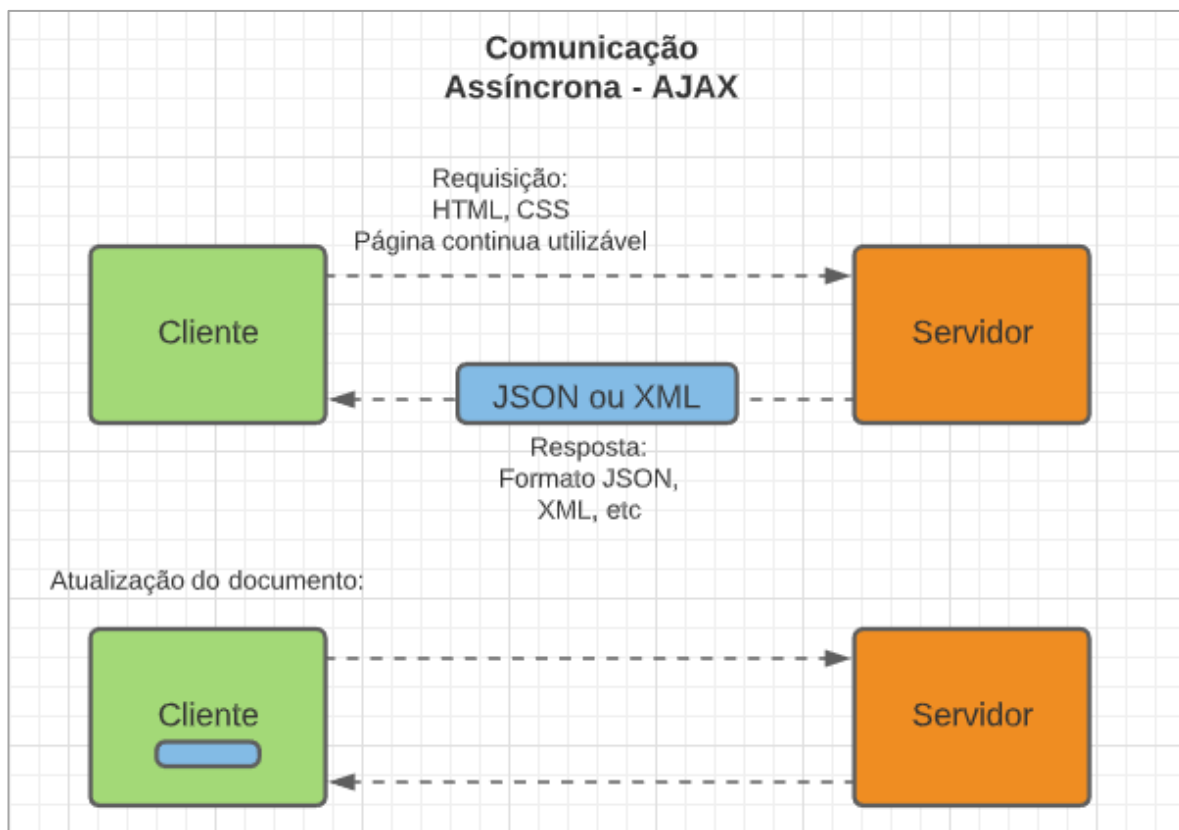 Comunicação
Assíncrona - AJAX
Requisição:
HTML, CSS
Página continua utilizável
Cliente
Servidor
JSON ou XML
Resposta:
Formato JSON,
XML, etc
Atualização do documento:
Cliente
Servidor